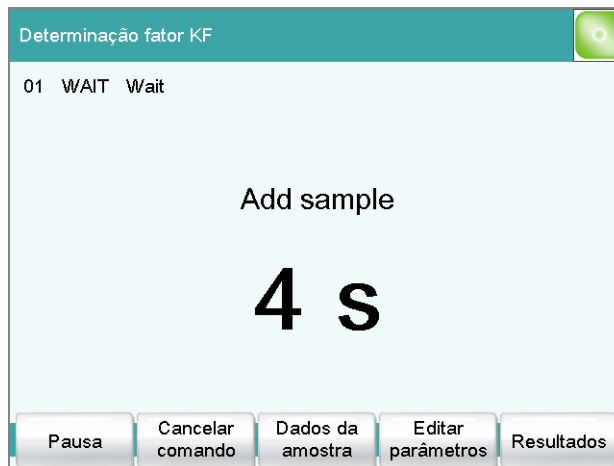 Determinação fator KF
01 WAIT Wait
Add sample
4 s
Pausa
Cancelar
comando
Dados da
amostra
Editar
parâmetros
Resultados